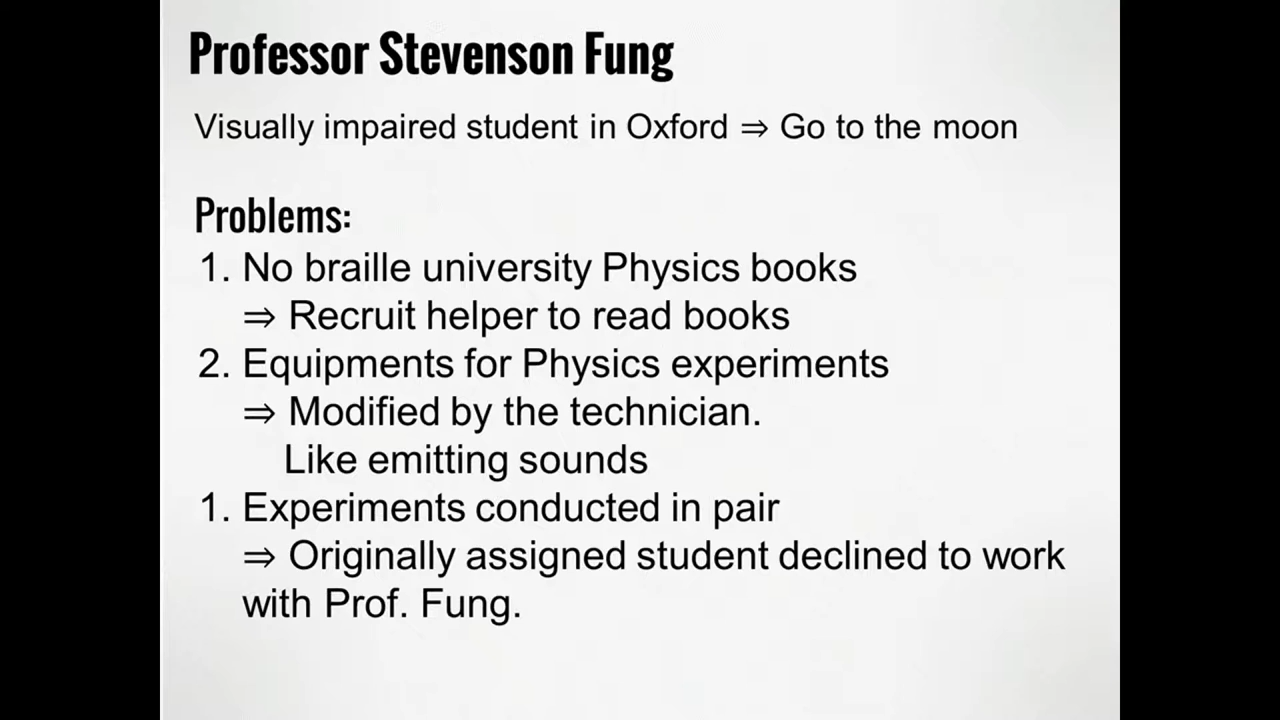 Professor Stevenson Fung
Visually impaired student in Oxford ⇒ Go to the moon
Problems:
1. No braille university Physics books
⇒ Recruit helper to read books
2. Equipments for Physics experiments
⇒ Modified by the technician.
Like emitting sounds
1. Experiments conducted in pair
⇒ Originally assigned student declined to work
with Prof. Fung.